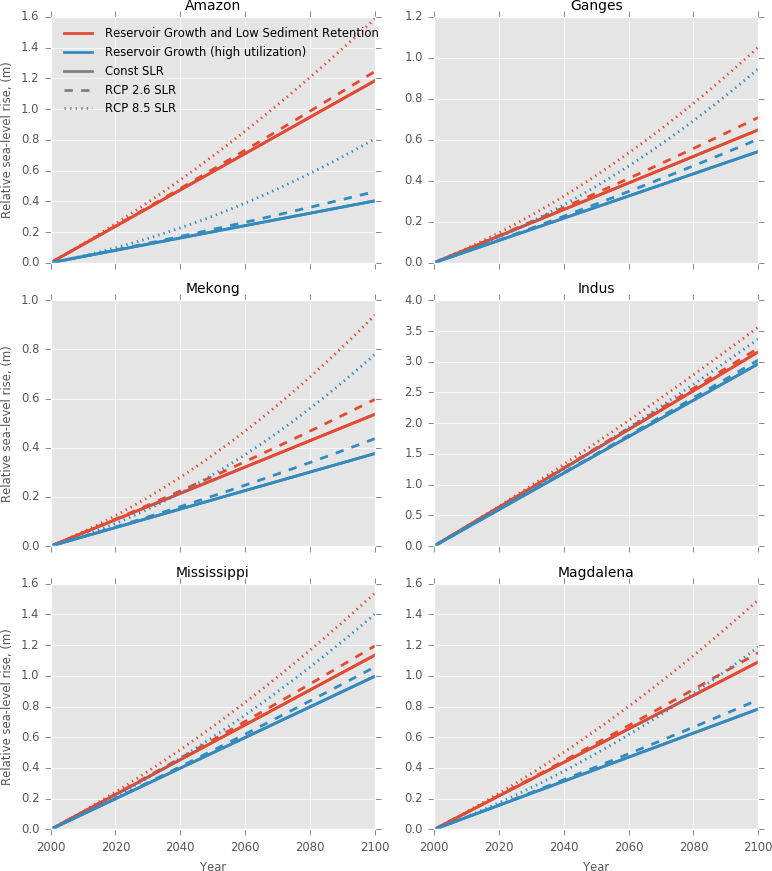 Amazon
Ganges
Relative sea-level rise, (m)
1.6
1.4
1.2
1.0
0.8
0.6
0.4
0.2
0.0
Reservoir Growth and Low Sediment Retention
Reservoir Growth (high utilization)
Const SLR
RCP 2.6 SLR
RCP 8.5 SLR
1.2
1.0
0.8
0.6
0.4
0.2
0.0
Mekong
Indus
Relative sea-level rise, (m)
1.0
0.8
0.6
0.4
0.2
0.0
4.0
3.5
3.0
2.5
2.0
1.5
1.0
0.5
0.0
Mississippi
Magdalena
Relative sea-level rise, (m)
1.6
1.4
1.2
1.0
0.8
0.6
0.4
0.2
0.0
2000 2020 2040 2060 2080 2100
Year
1.6
1.4
1.2
1.0
0.8
0.6
0.4
0.2
0.0
2000 2020 2040 2060 2080 2100
Year